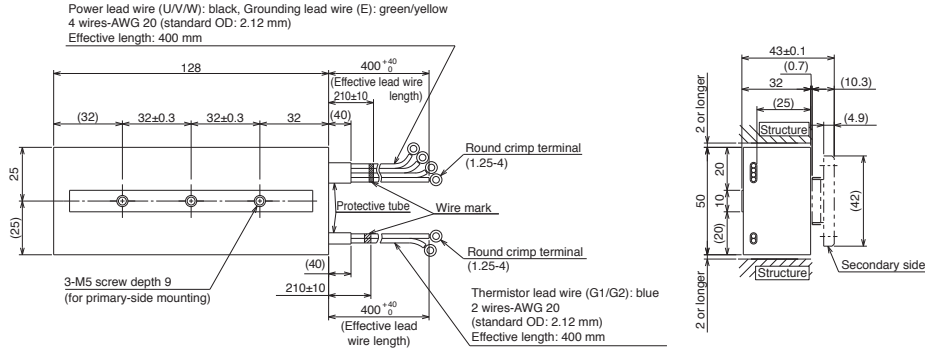 Power lead wire (U/V/W): black, Grounding lead wire (E): green/yellow
4 wires-AWG 20 (standard OD: 2.12 mm)
Effective length: 400 mm
128
400 +40 0
(Effective lead wire length)
210±10
(40)
(32)
32±0.3
32±0.3
32
25
(25)
Round crimp terminal
(1.25-4)
Protective tube
Wire mark
Round crimp terminal
(1.25-4)
3-M5 screw depth 9
(for primary-side mounting)
(40)
210±10
400 +40 0
(Effective lead
wire length)
Thermistor lead wire (G1/G2): blue
2 wires-AWG 20
(standard OD: 2.12 mm)
Effective length: 400 mm
43±0.1
(0.7)
32
(10.3)
(25)
(4.9)
2 or longer
Structure
50
20
10
(20)
(42)
Secondary side
Structure
2 or longer